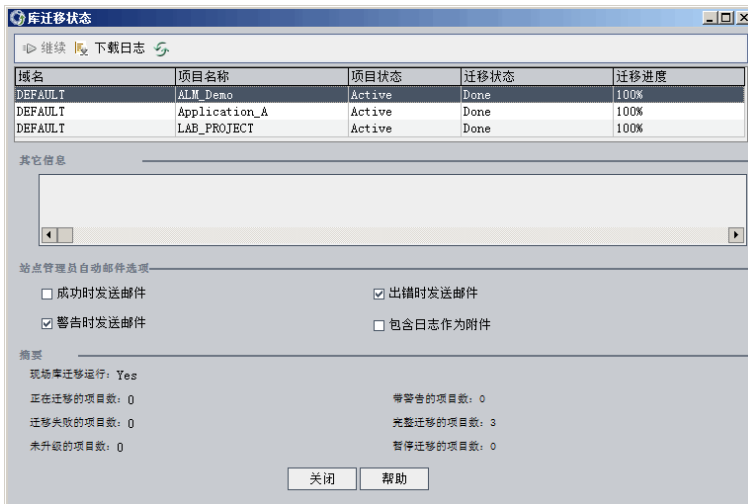 库迁移状态
继续 下载日志
域名 项目名称 项目状态 迁移状态 迁移进度
DEFAULT ALM_Demo Active Done 100%
DEFAULT Application_A Active Done 100%
DEFAULT LAB_PROJECT Active Done 100%
其它信息
站点管理员自动邮件选项
成功时发送邮件 出错时发送邮件
警告时发送邮件 包含日志作为附件
摘要
现场库迁移运行: Yes
正在迁移的项目数: 0 带警告的项目数: 0
迁移失败的项目数: 0 完整迁移的项目数: 3
未升级的项目数: 0 暂停迁移的项目数: 0
关闭 帮助